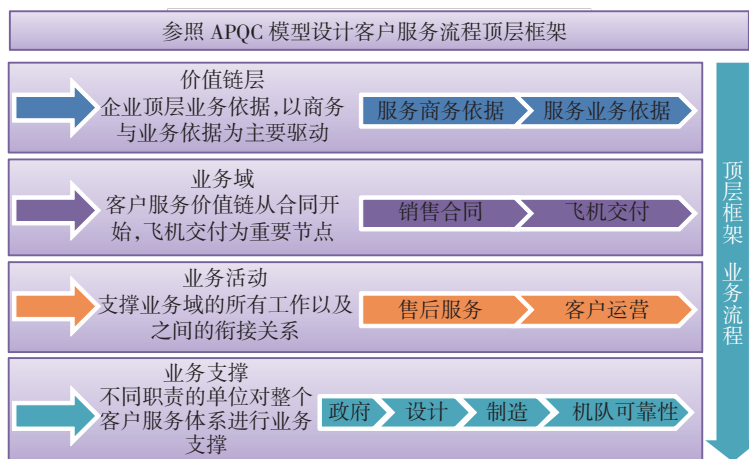 参照 APQC 模型设计客户服务流程顶层框架
价值链层
企业顶层业务依据,以商务
与业务依据为主要驱动
服务商务依据
服务业务依据
业务域
客户服务价值链从合同开
始,飞机交付为重要节点
销售合同
飞机交付
业务活动
支撑业务域的所有工作以及
之间的衔接关系
售后服务
客户运营
业务支撑
不同职责的单位对整个
客户服务体系进行业务
支撑
政府
设计
制造
机队可靠性
顶层框架 业务流程